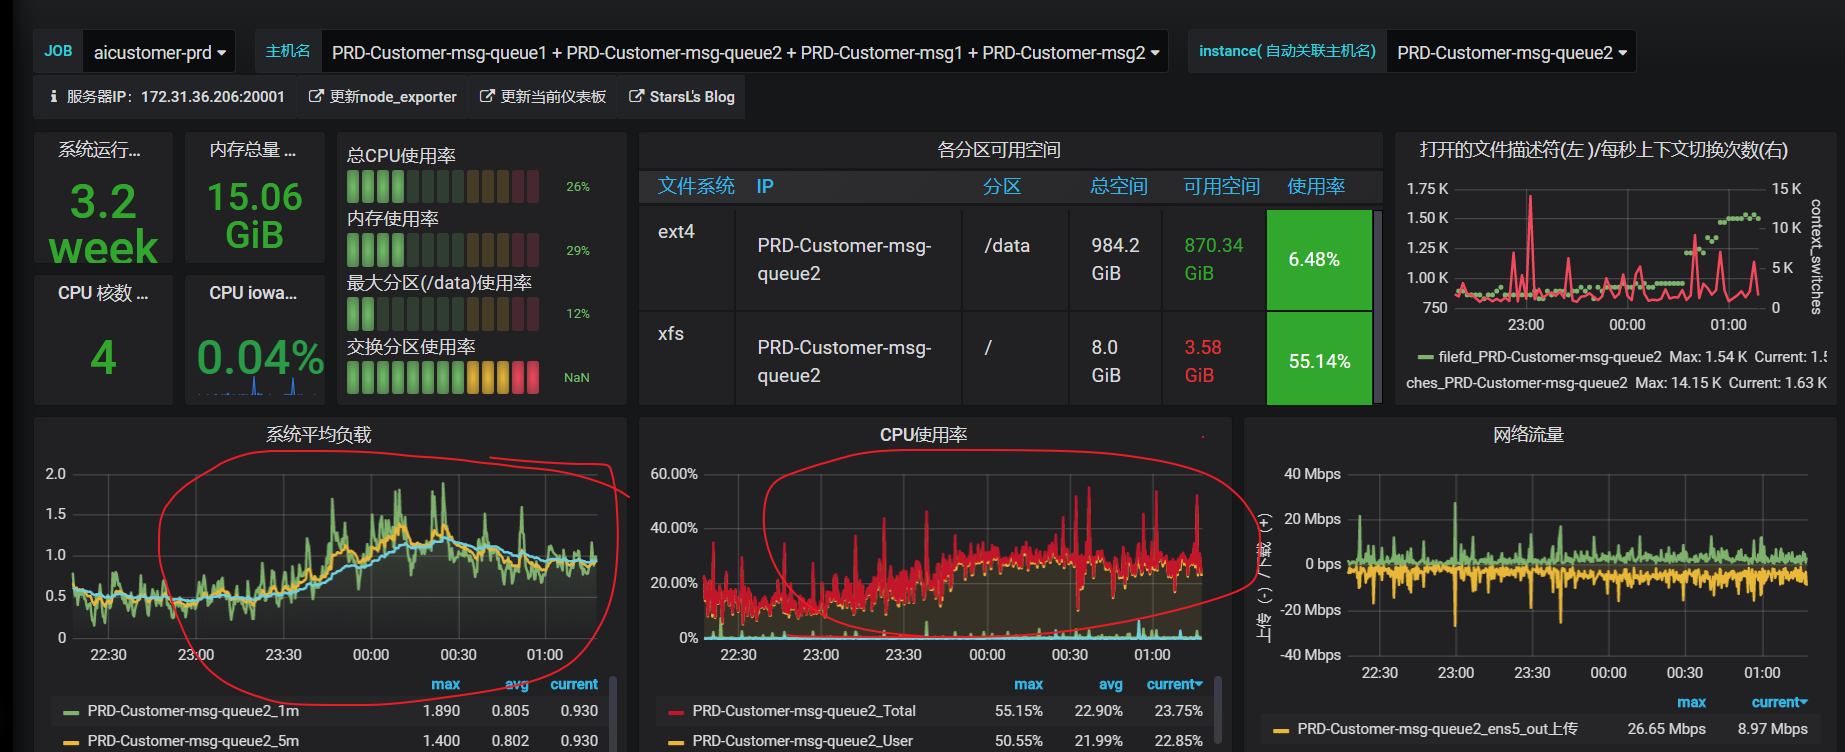 JOB aicustomer-prd 主机名 PRD-Customer-msg-queue1 + PRD-Customer-msg-queue2 + PRD-Customer-msg1 + PRD-Customer-msg2 instance( 自动关联主机名) PRD-Customer-msg-queue2
服务器IP：172.31.36.206:20001 更新node_exporter 更新当前仪表板 StarsL's Blog
系统运行...
3.2
week
内存总量 ...
15.06
GiB
CPU 核数 ...
4
CPU iowa...
0.04%
总CPU使用率
26%
内存使用率
29%
最大分区(/data)使用率
12%
交换分区使用率
NaN
各分区可用空间
文件系统 IP 分区 总空间 可用空间 使用率
ext4 PRD-Customer-msg-queue2 /data 984.2 GiB 870.34 GiB 6.48%
xfs PRD-Customer-msg-queue2 / 8.0 GiB 3.58 GiB 55.14%
打开的文件描述符(左 )/每秒上下文切换次数(右)
1.75 K
1.50 K
1.25 K
1.00 K
750
15 K
10 K
5 K
0
context_switches
23:00 00:00 01:00
filefd_PRD-Customer-msg-queue2 Max: 1.54 K Current: 1.5
ches_PRD-Customer-msg-queue2 Max: 14.15 K Current: 1.63 K
系统平均负载
2.0
1.5
1.0
0.5
0
22:30 23:00 23:30 00:00 00:30 01:00
max avg current
PRD-Customer-msg-queue2_1m 1.890 0.805 0.930
PRD-Customer-msg-queue2_5m 1.400 0.802 0.930
CPU使用率
60.00%
40.00%
20.00%
0%
22:30 23:00 23:30 00:00 00:30 01:00
max avg current
PRD-Customer-msg-queue2_Total 55.15% 22.90% 23.75%
PRD-Customer-msg-queue2_User 50.55% 21.99% 22.85%
网络流量
上传（-）/ 下载（+）
40 Mbps
20 Mbps
0 bps
-20 Mbps
-40 Mbps
22:30 23:00 23:30 00:00 00:30 01:00
max current
PRD-Customer-msg-queue2_ens5_out上传 26.65 Mbps 8.97 Mbps